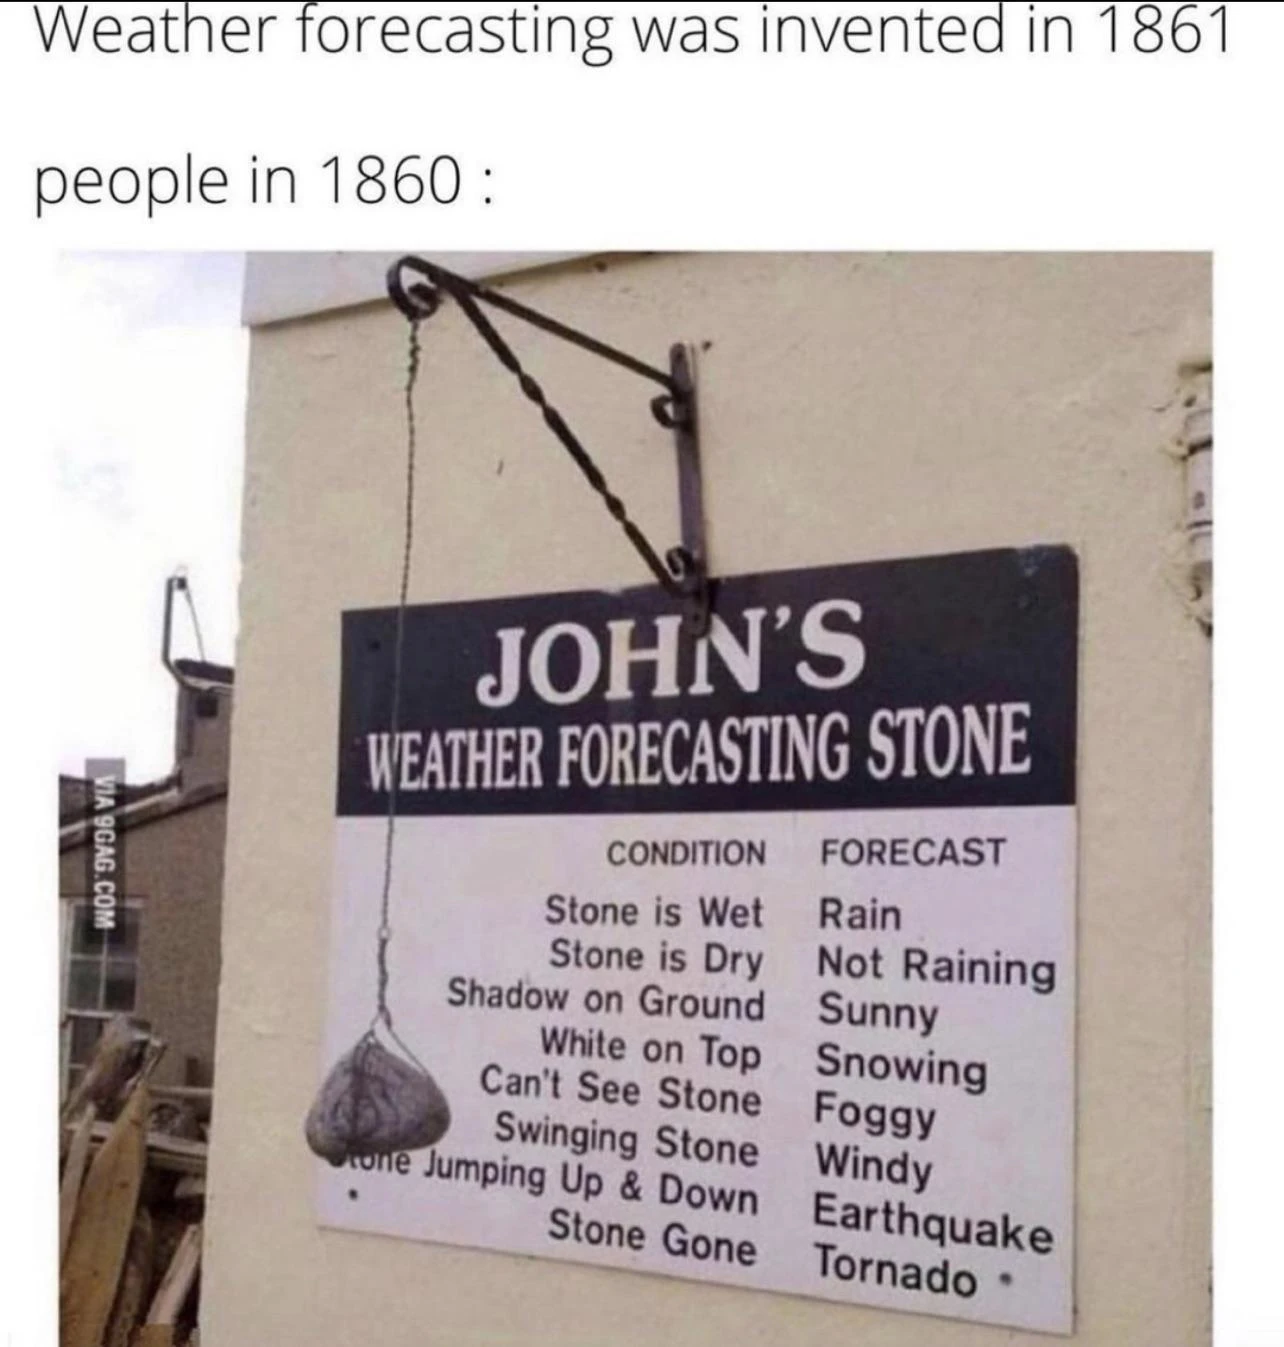 Weather forecasting was invented in 1861
people in 1860 :
JOHN'S
WEATHER FORECASTING STONE
CONDITION FORECAST
Stone is Wet Rain
Stone is Dry Not Raining
Shadow on Ground Sunny
White on Top Snowing
Can't See Stone Foggy
Swinging Stone Windy
Stone Jumping Up & Down Earthquake
Stone Gone Tornado
VIA 9GAG.COM